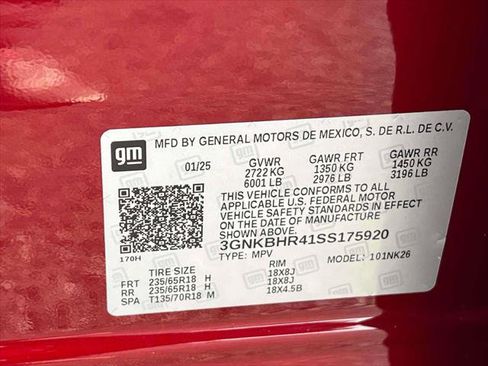 gm
MFD BY GENERAL MOTORS DE MEXICO, S. DE R.L. DE C.V.
01/25 GVWR GAWR FRT GAWR RR
2722 KG 1350 KG 1450 KG
6001 LB 2976 LB 3196 LB
THIS VEHICLE CONFORMS TO ALL
APPLICABLE U.S. FEDERAL MOTOR
VEHICLE SAFETY STANDARDS IN EFFECT
ON THE DATE OF MANUFACTURE
SHOWN ABOVE.
3GNKBHR41SS175920
170H TYPE: MPV MODEL: 101NK26
TIRE SIZE RIM
FRT 235/65R18 H 18X8J
RR 235/65R18 H 18X8J
SPA T135/70R18 M 18X4.5B